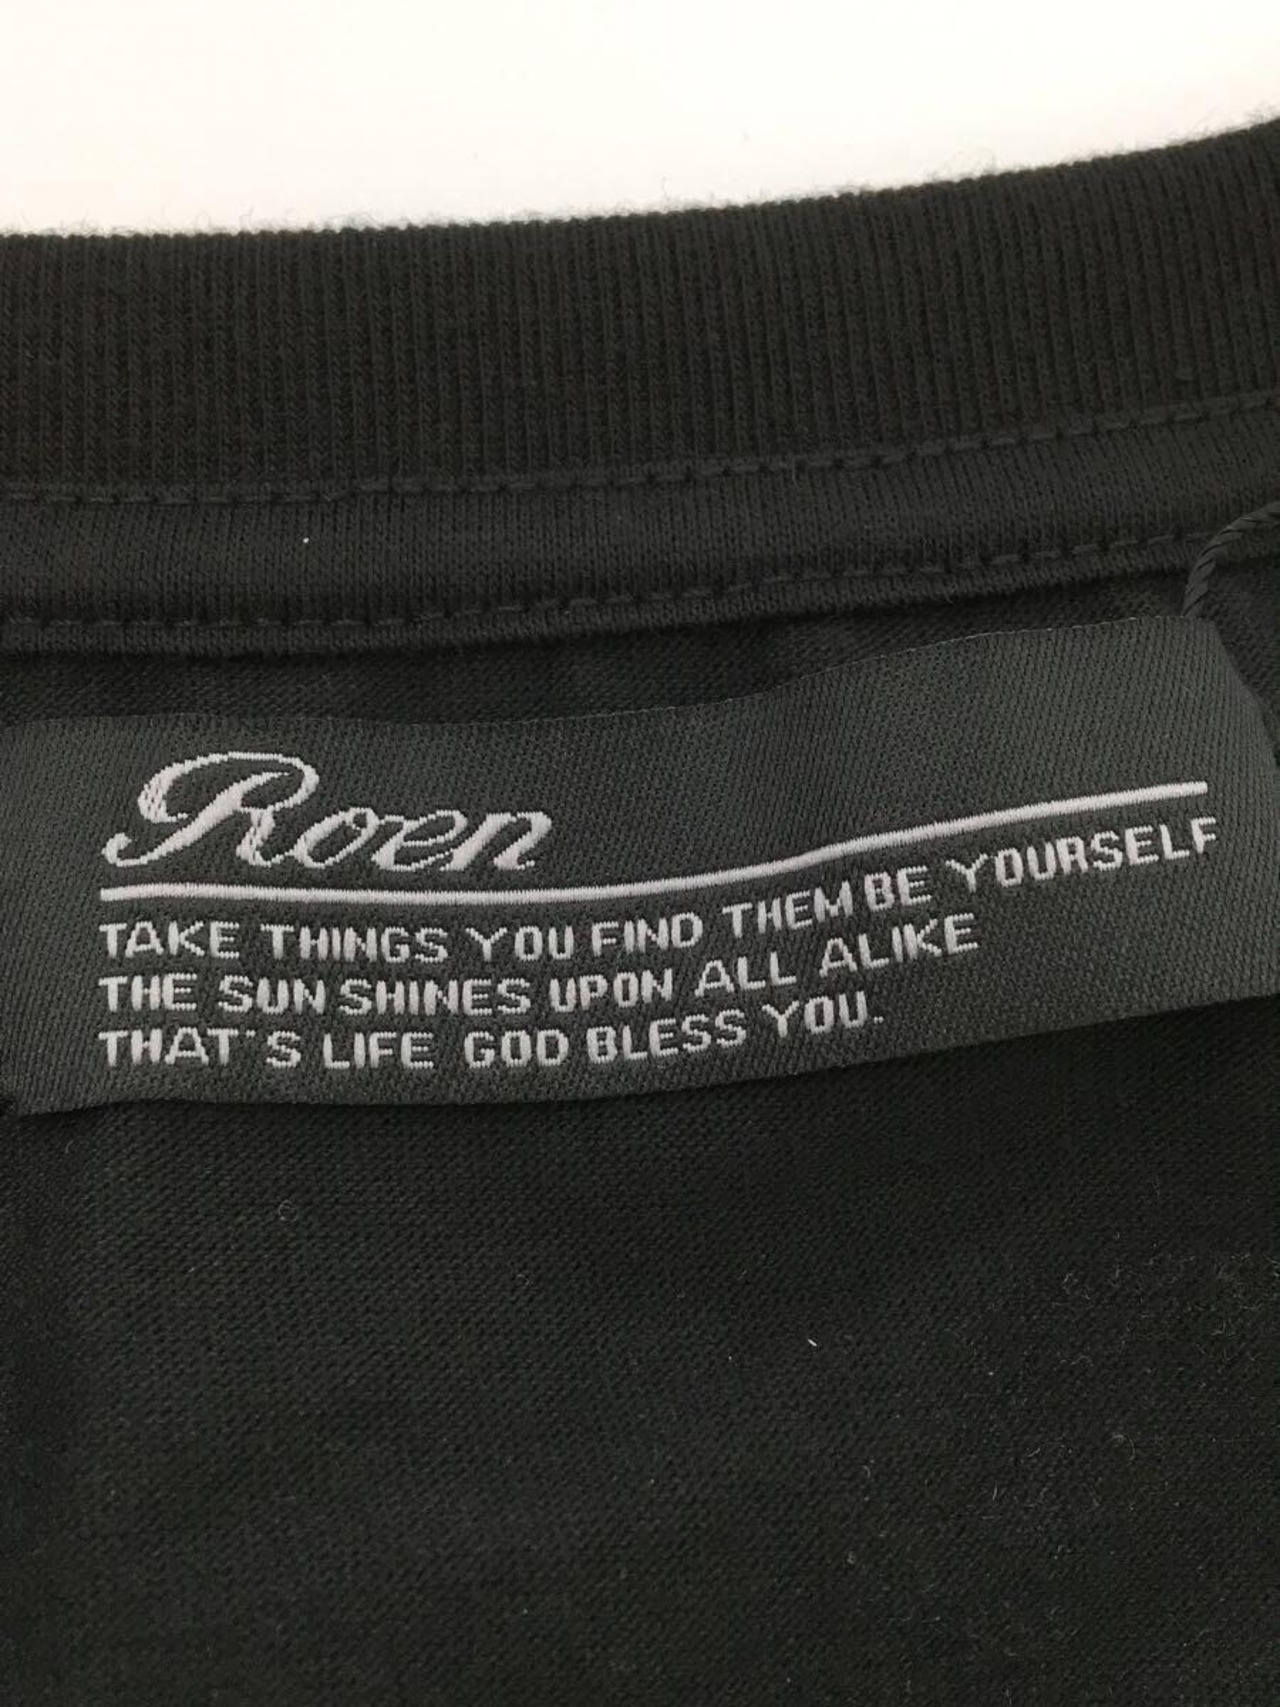 Roen
TAKE THINGS YOU FIND THEM BE YOURSELF
THE SUN SHINES UPON ALL ALIKE
THAT'S LIFE GOD BLESS YOU.